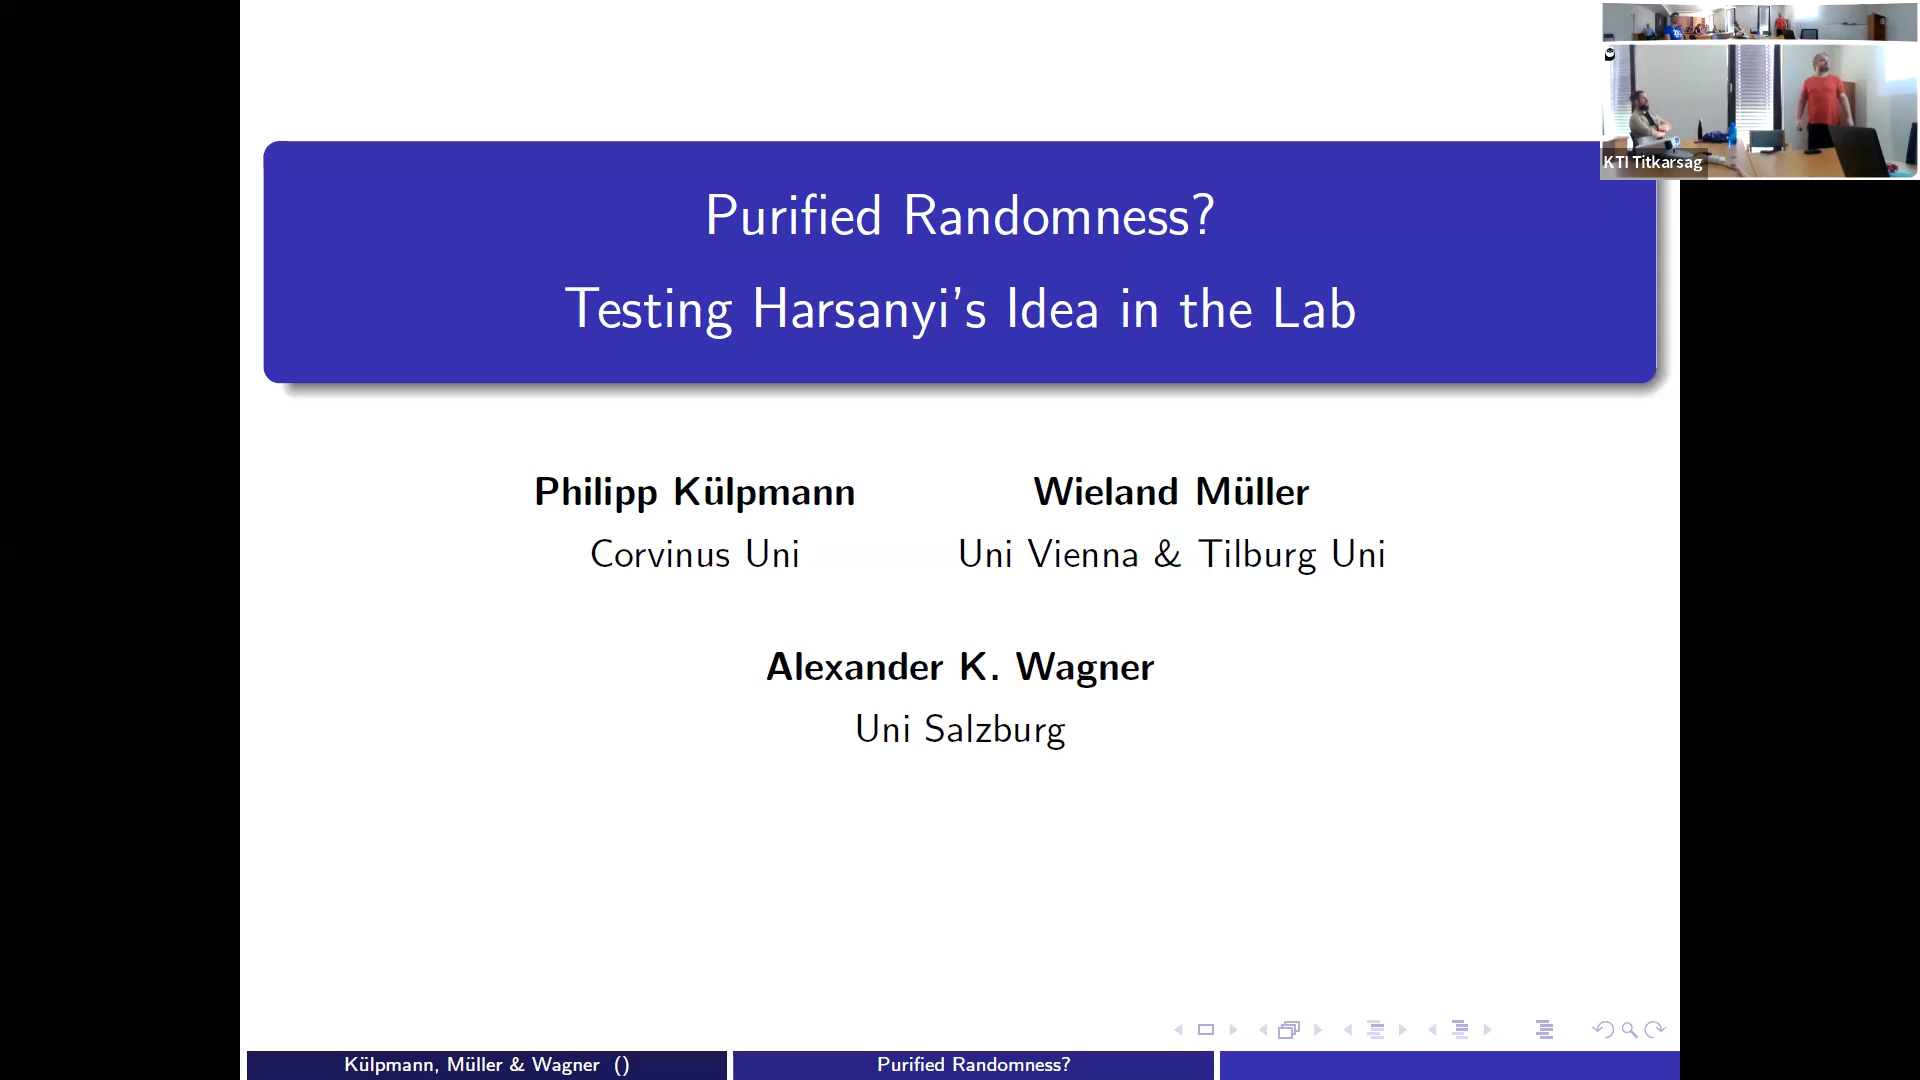 KTI Titkarsag
Purified Randomness?
Testing Harsanyi's Idea in the Lab
Philipp Külpmann
Corvinus Uni
Wieland Müller
Uni Vienna & Tilburg Uni
Alexander K. Wagner
Uni Salzburg
Külpmann, Müller & Wagner ()
Purified Randomness?